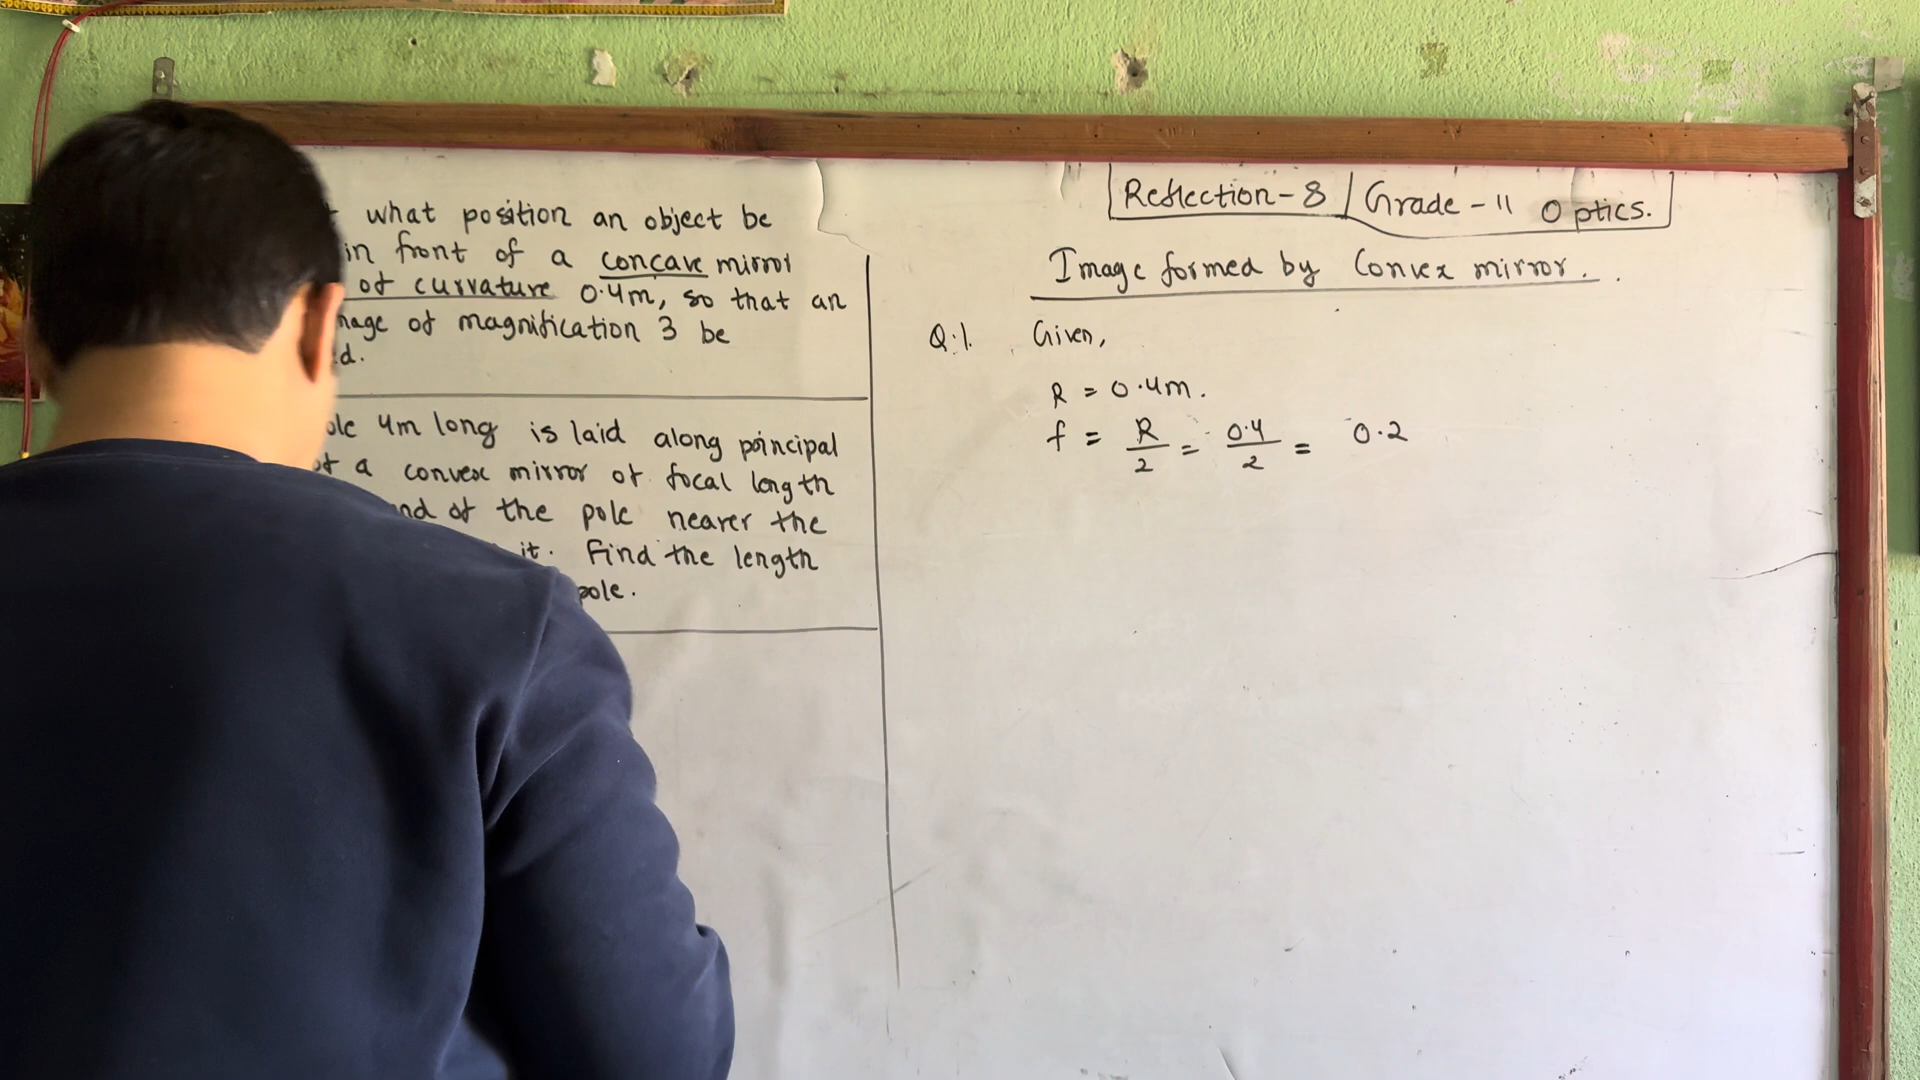 what position an object be
in front of a concave mirror
of curvature 0.4m, so that an
mage of magnification 3 be
d.
ole 4m long is laid along principal
of a convex mirror of focal length
nd of the pole nearer the
it. Find the length
pole.
Reflection-8 Grade-11 Optics.
Image formed by Convex mirror.
Q.1. Given,
R = 0.4m.
f = R/2 = 0.4/2 = 0.2